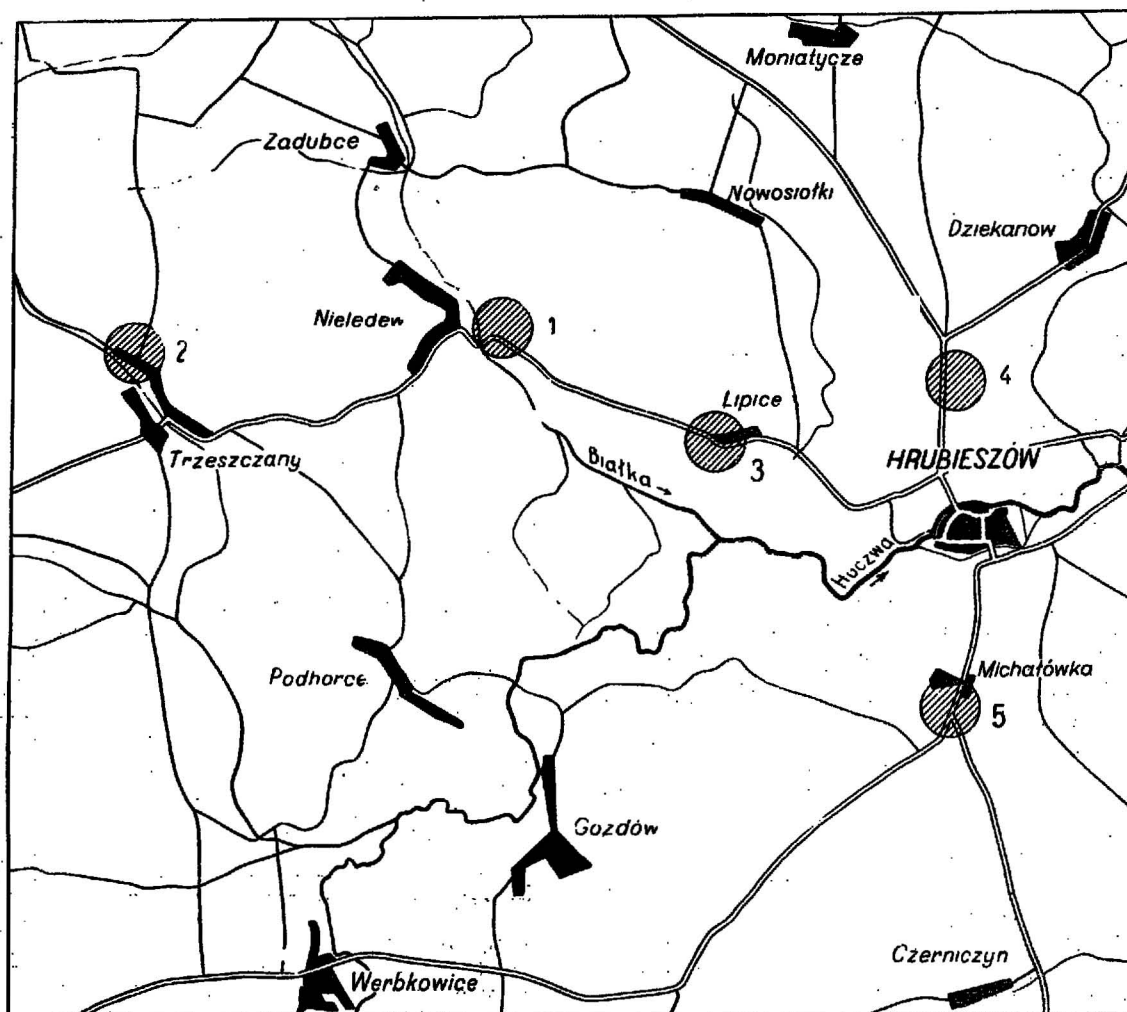 Moniatycze
Zadubce
Nowosiołki
Dziekanow
Nieledew
1
2
4
Lipice
Trzeszczany
3
HRUBIESZÓW
Białka →
Huczwa
→
Podhorce
Michałówka
5
Gozdów
Czerniczyn
Werbkowice